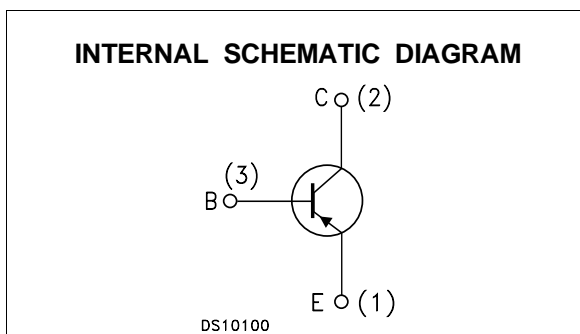 INTERNAL SCHEMATIC DIAGRAM
C (2)
(3)
B
E (1)
DS10100